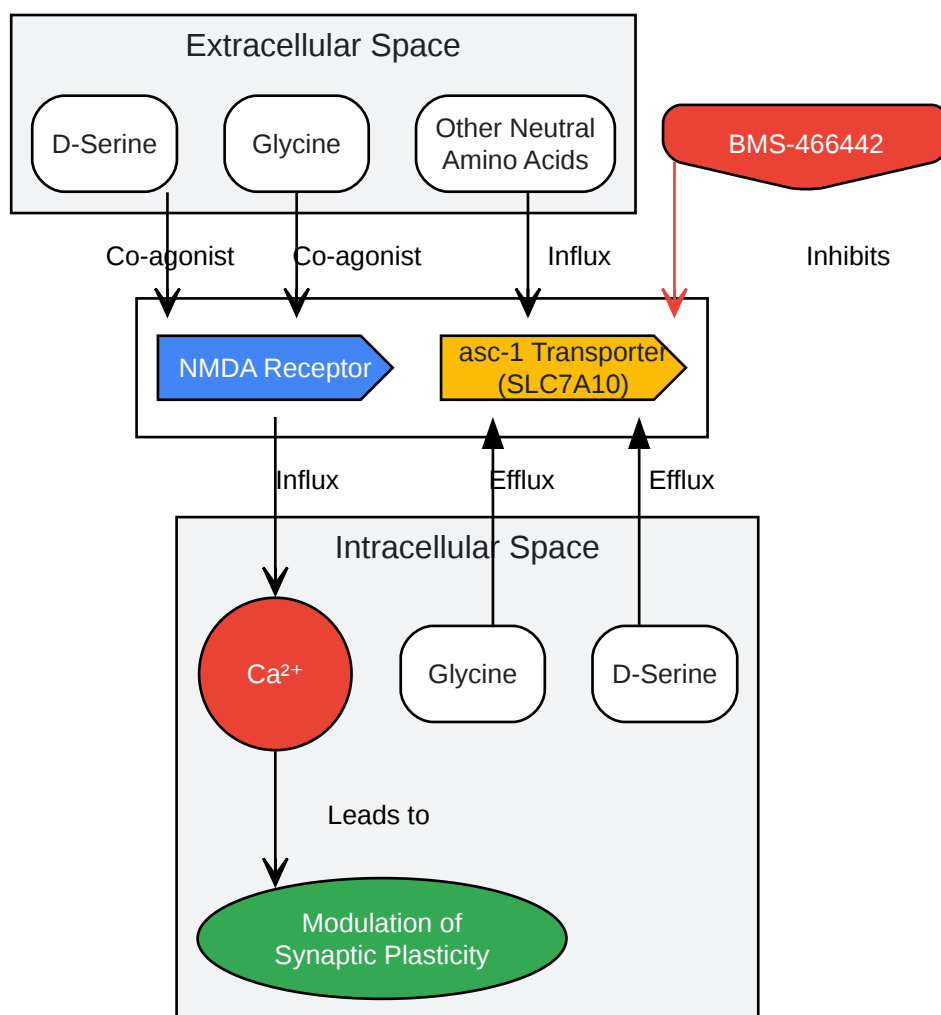 Extracellular Space
D-Serine
Glycine
Other Neutral
Amino Acids
BMS-466442
Co-agonist
Co-agonist
Influx
Inhibits
NMDA Receptor
asc-1 Transporter
(SLC7A10)
Influx
Efflux
Efflux
Intracellular Space
Ca²⁺
Glycine
D-Serine
Leads to
Modulation of
Synaptic Plasticity